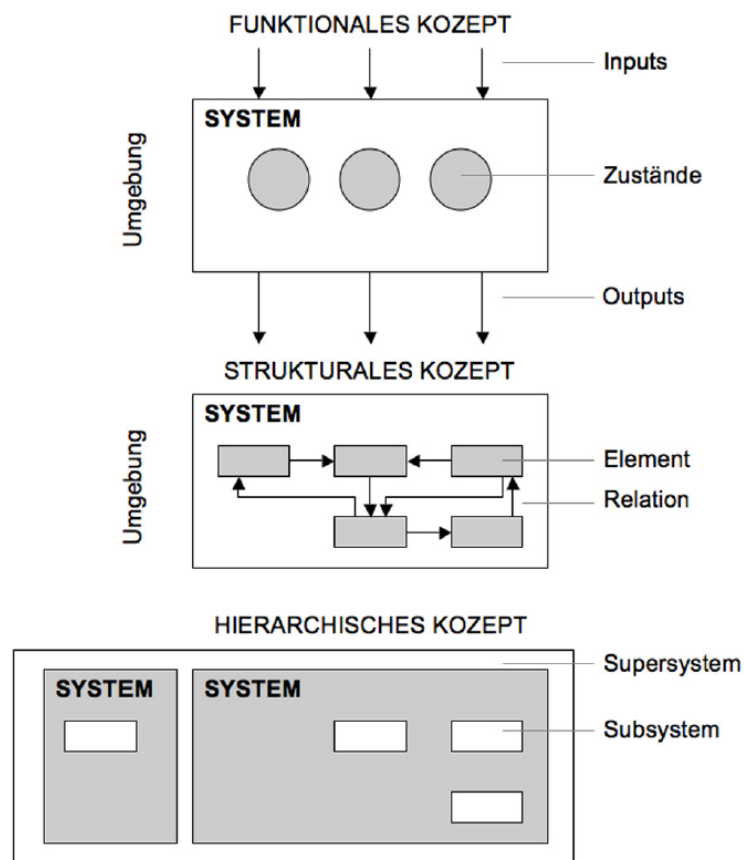 FUNKTIONALES KOZEPT
Inputs
SYSTEM
Umgebung
Zustände
Outputs
STRUKTURALES KOZEPT
SYSTEM
Umgebung
Element
Relation
HIERARCHISCHES KOZEPT
Supersystem
SYSTEM
SYSTEM
Subsystem